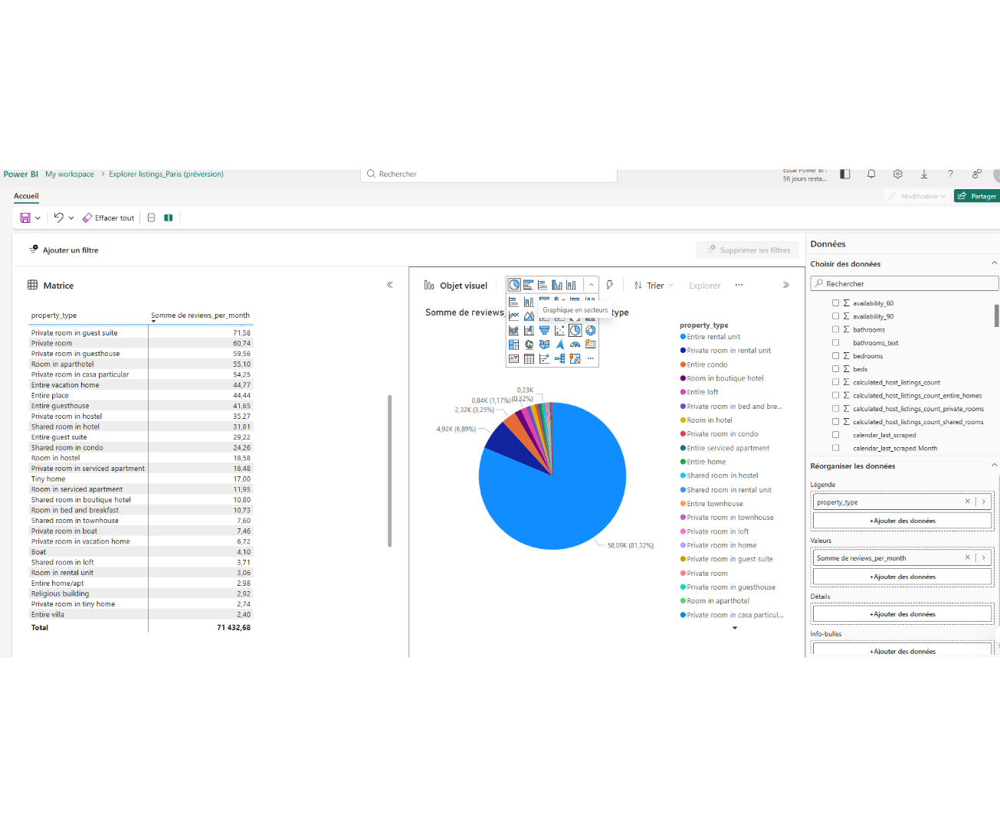 Power BI My workspace > Explorer listings_Paris (préversion)
Rechercher
Essai Power BI :
56 jours resta...
Accueil
Modification
Partager
Effacer tout
Ajouter un filtre
Supprimer les filtres
Matrice
property_type Somme de reviews_per_month
Private room in guest suite 71,58
Private room 60,74
Private room in guesthouse 59,56
Room in aparthotel 55,10
Private room in casa particular 54,25
Entire vacation home 44,77
Entire place 44,44
Entire guesthouse 41,65
Private room in hostel 35,27
Shared room in hotel 31,81
Entire guest suite 29,22
Shared room in condo 24,26
Room in hostel 18,58
Private room in serviced apartment 18,48
Tiny home 17,00
Room in serviced apartment 11,95
Shared room in boutique hotel 10,80
Room in bed and breakfast 10,73
Shared room in townhouse 7,60
Private room in boat 7,46
Private room in vacation home 6,72
Boat 4,10
Shared room in loft 3,71
Room in rental unit 3,06
Entire home/apt 2,98
Religious building 2,92
Private room in tiny home 2,74
Entire villa 2,40
Total 71 432,68
Objet visuel
Trier
Explorer
Graphique en secteurs
Somme de reviews_ type
0,23K
(0,32%)
0,84K (1,17%)
2,32K (3,25%)
4,92K (6,89%)
58,09K (81,32%)
property_type
Entire rental unit
Private room in rental unit
Entire condo
Room in boutique hotel
Entire loft
Private room in bed and bre...
Room in hotel
Private room in condo
Entire serviced apartment
Entire home
Shared room in hostel
Shared room in rental unit
Entire townhouse
Private room in townhouse
Private room in loft
Private room in home
Private room in guest suite
Private room
Private room in guesthouse
Room in aparthotel
Private room in casa particul...
Données
Choisir des données
Rechercher
availability_60
availability_90
bathrooms
bathrooms_text
bedrooms
beds
calculated_host_listings_count
calculated_host_listings_count_entire_homes
calculated_host_listings_count_private_rooms
calculated_host_listings_count_shared_rooms
calendar_last_scraped
calendar_last_scraped Month
Réorganiser les données
Légende
property_type
+Ajouter des données
Valeurs
Somme de reviews_per_month
+Ajouter des données
Détails
+Ajouter des données
Info-bulles
+Ajouter des données